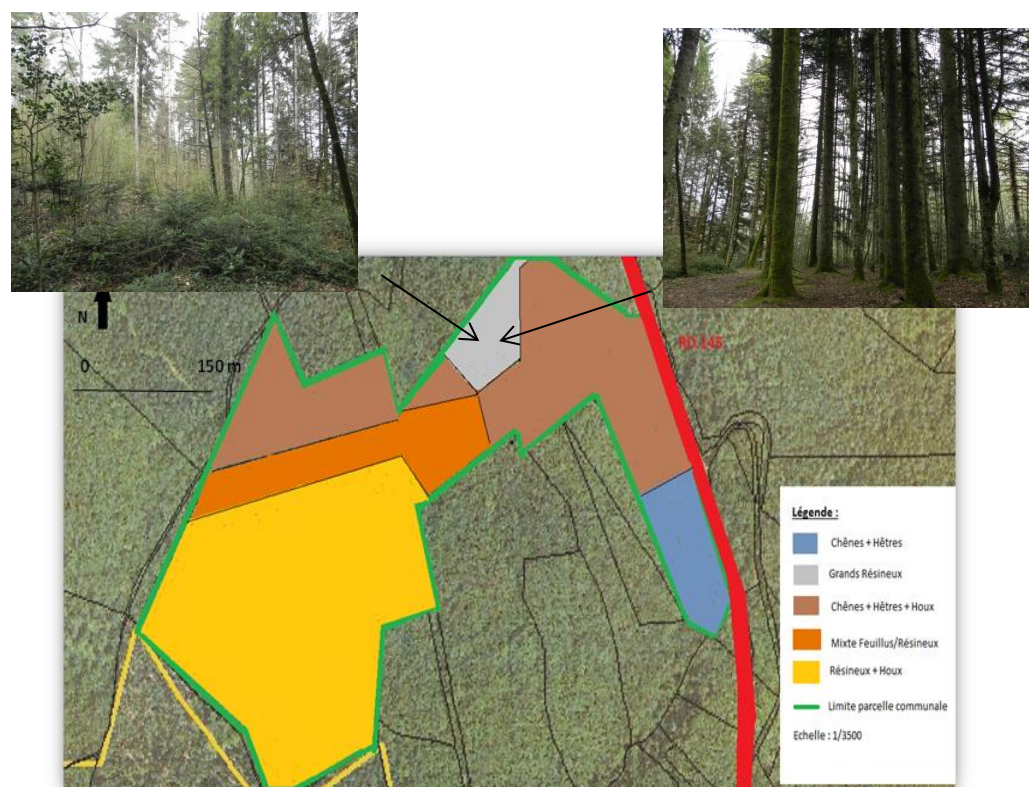 N
0 150 m
RD.145
Légende :
Chênes + Hêtres
Grands Résineux
Chênes + Hêtres + Houx
Mixte Feuillus/Résineux
Résineux + Houx
Limite parcelle communale
Echelle : 1/3500